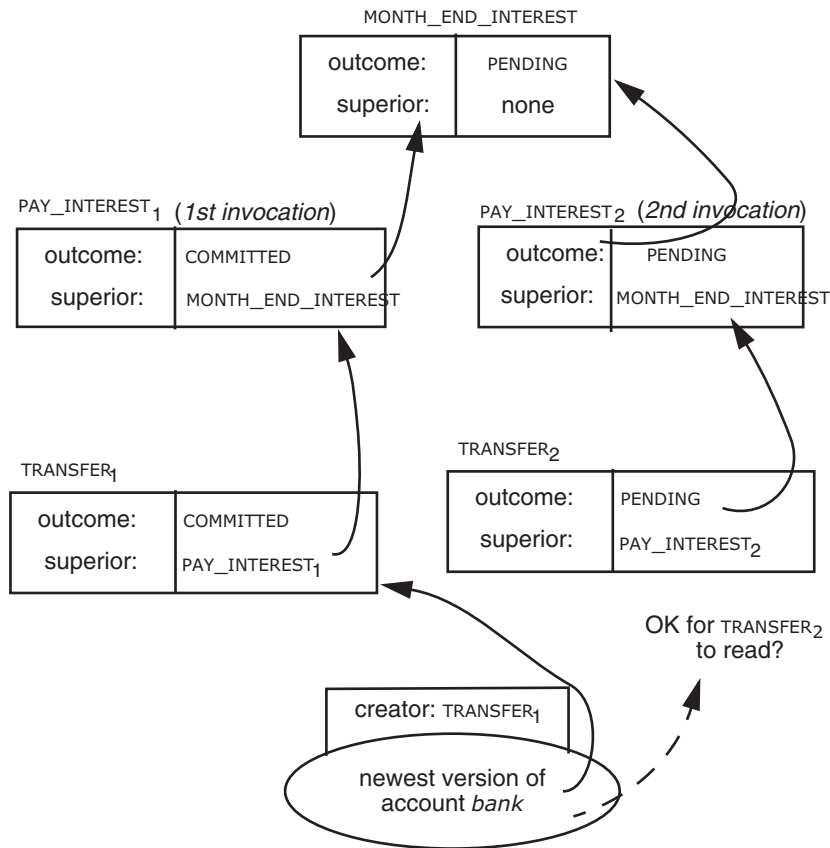 MONTH_END_INTEREST
outcome: PENDING
superior: none
PAY_INTEREST1 (1st invocation)
outcome: COMMITTED
superior: MONTH_END_INTEREST
PAY_INTEREST2 (2nd invocation)
outcome: PENDING
superior: MONTH_END_INTEREST
TRANSFER1
outcome: COMMITTED
superior: PAY_INTEREST1
TRANSFER2
outcome: PENDING
superior: PAY_INTEREST2
OK for TRANSFER2
to read?
creator: TRANSFER1
newest version of
account bank